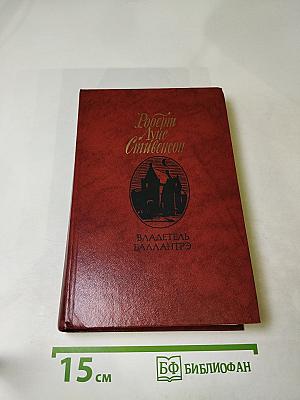 Роберт
Луис
Стивенсон
ВЛАДЕТЕЛЬ
БАЛЛАНТРЭ
15 см
БФ БИБЛИОФАН